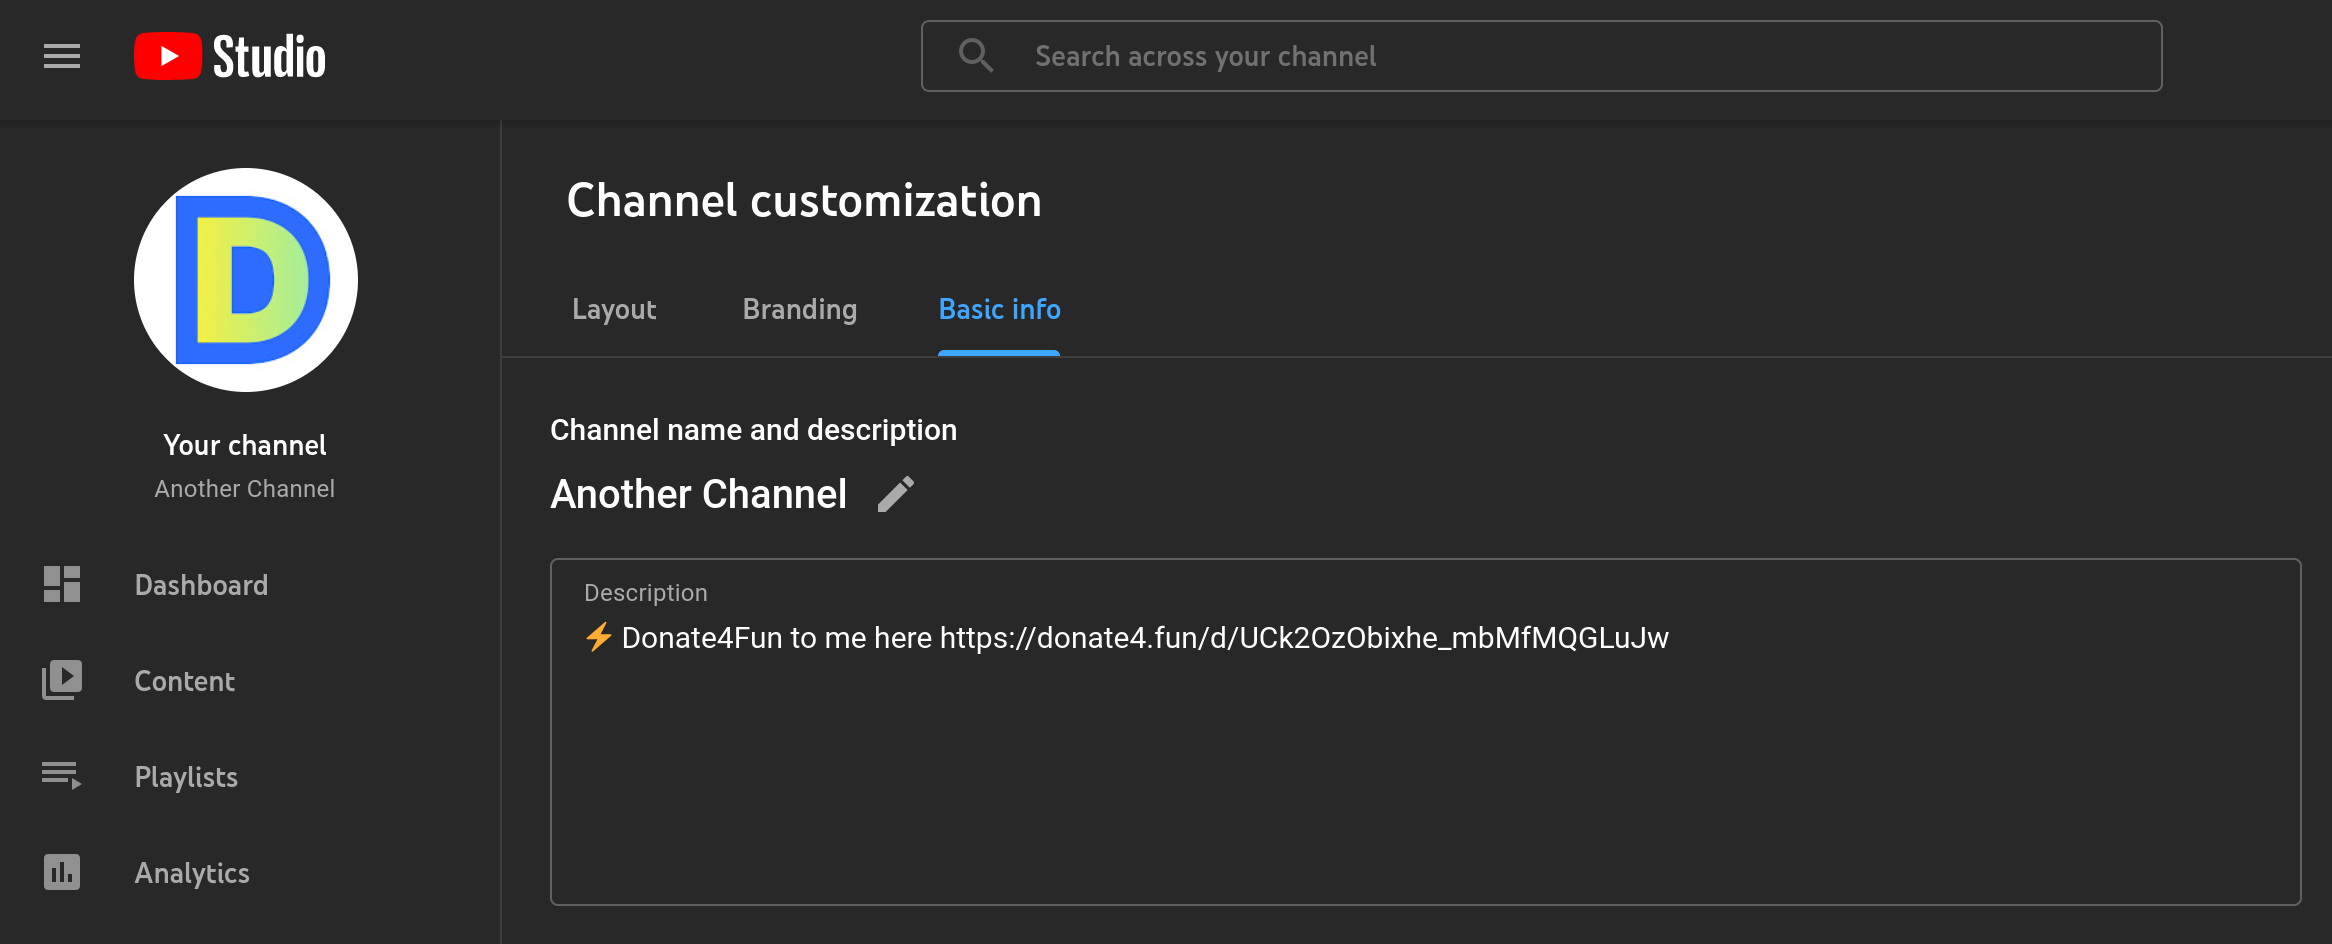 Studio
Search across your channel
D
Your channel
Another Channel
Dashboard
Content
Playlists
Analytics
Channel customization
Layout
Branding
Basic info
Channel name and description
Another Channel
Description
⚡ Donate4Fun to me here https://donate4.fun/d/UCk2OzObixhe_mbMfMQGLuJw